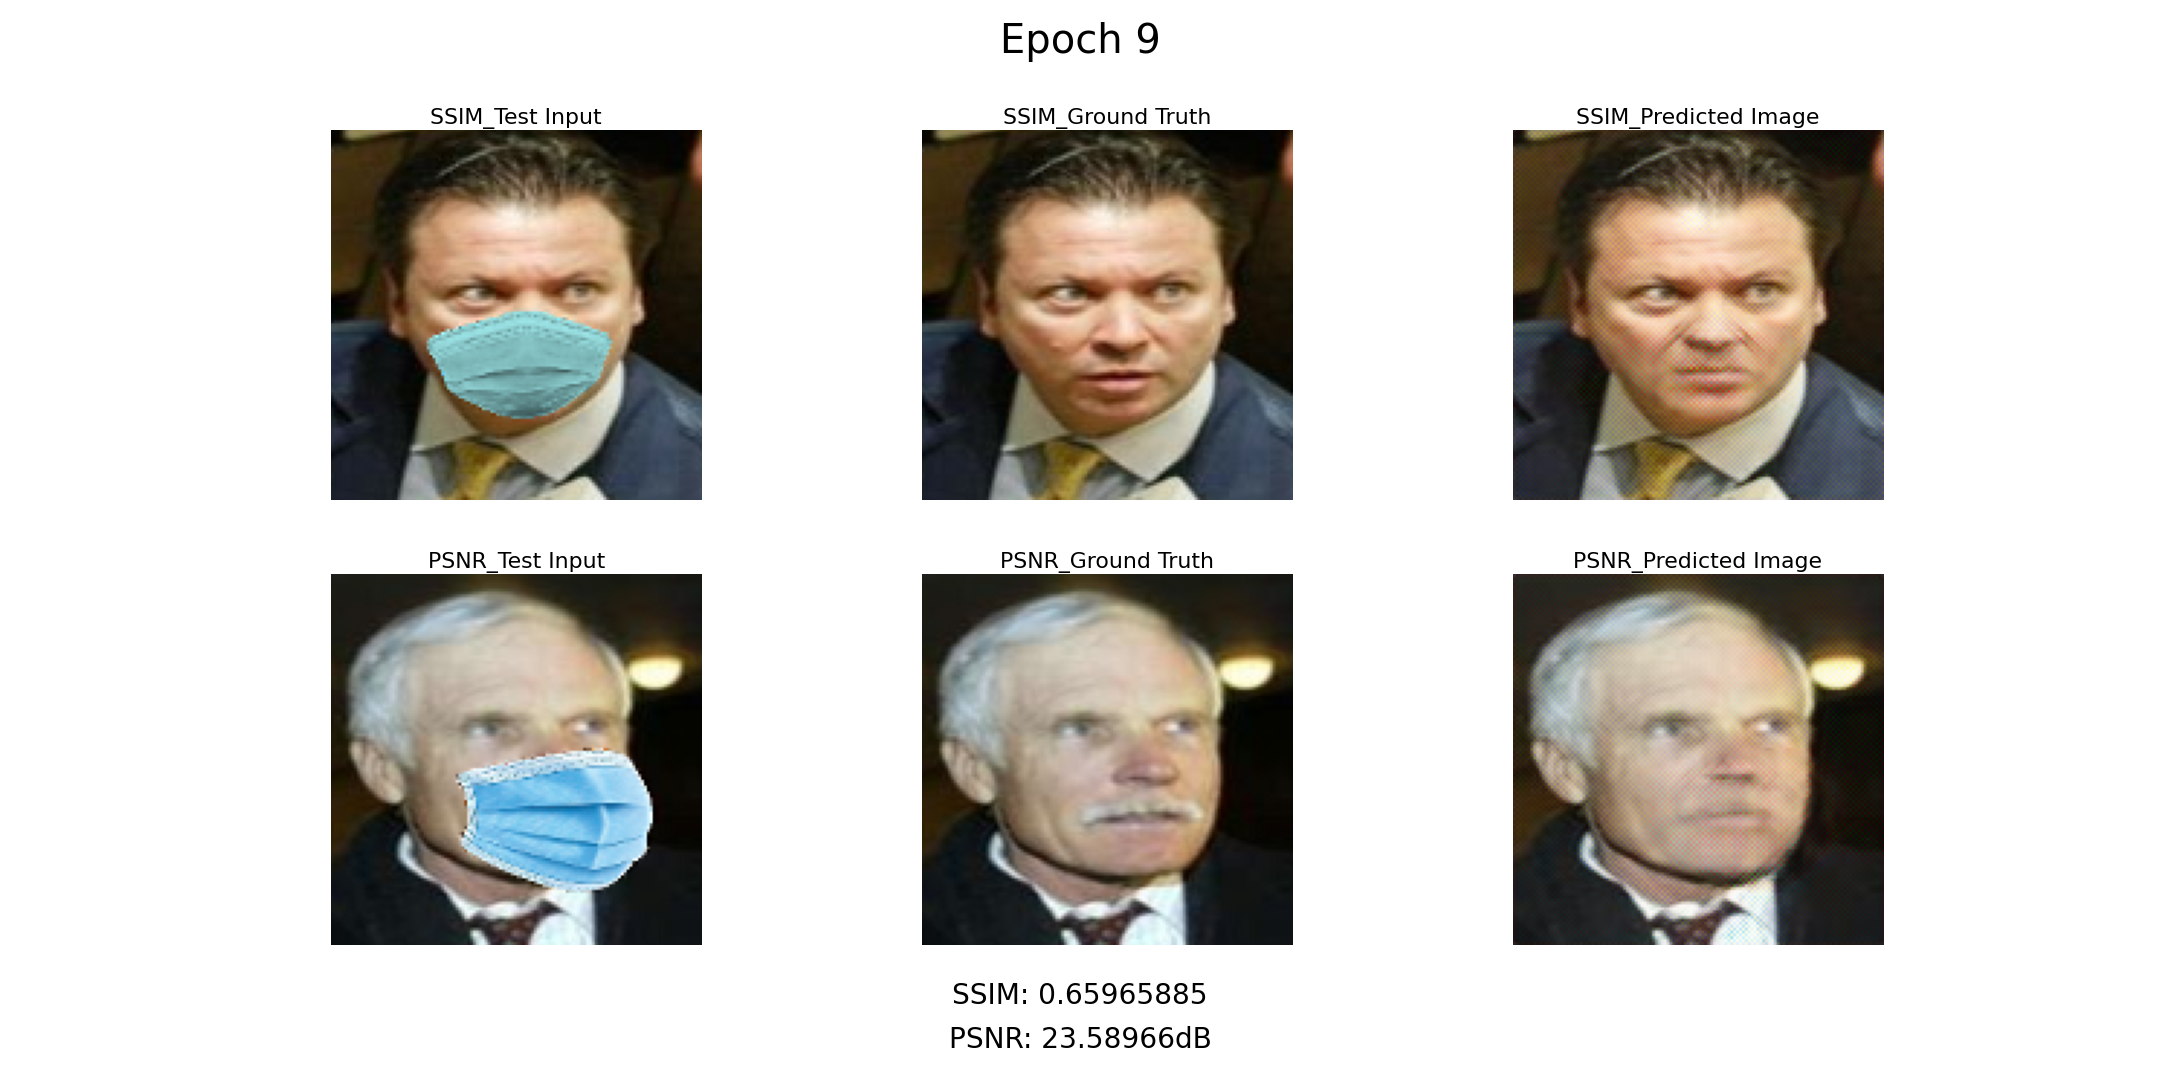 Epoch 9
SSIM_Test Input
SSIM_Ground Truth
SSIM_Predicted Image
PSNR_Test Input
PSNR_Ground Truth
PSNR_Predicted Image
SSIM: 0.65965885
PSNR: 23.58966dB